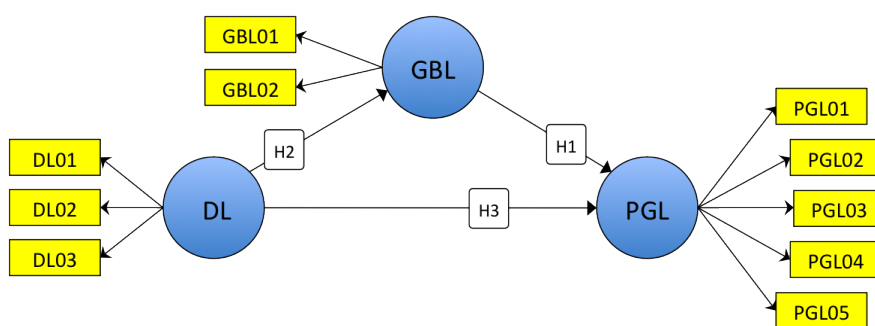 GBL01
GBL02
GBL
PGL01
PGL02
PGL03
PGL04
PGL05
H2
H1
DL01
DL02
DL03
DL
H3
PGL